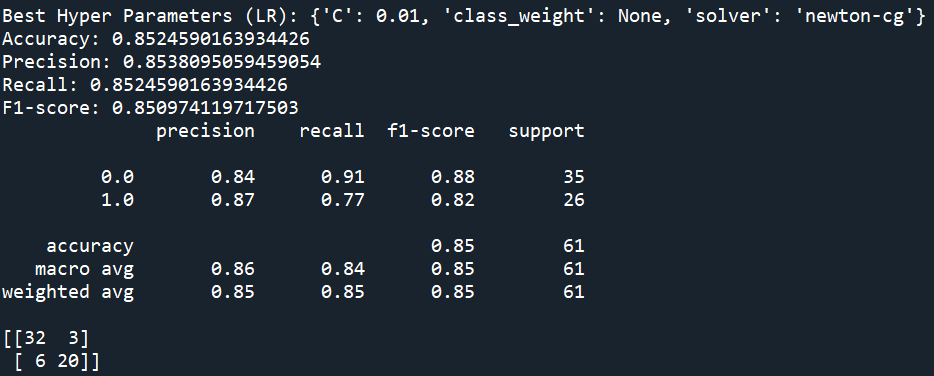 Best Hyper Parameters (LR): {'C': 0.01, 'class_weight': None, 'solver': 'newton-cg'}
Accuracy: 0.8524590163934426
Precision: 0.8538095059459054
Recall: 0.8524590163934426
F1-score: 0.850974119717503
              precision    recall  f1-score   support

         0.0       0.84      0.91      0.88        35
         1.0       0.87      0.77      0.82        26

    accuracy                           0.85        61
   macro avg       0.86      0.84      0.85        61
weighted avg       0.85      0.85      0.85        61

[[32  3]
 [ 6 20]]